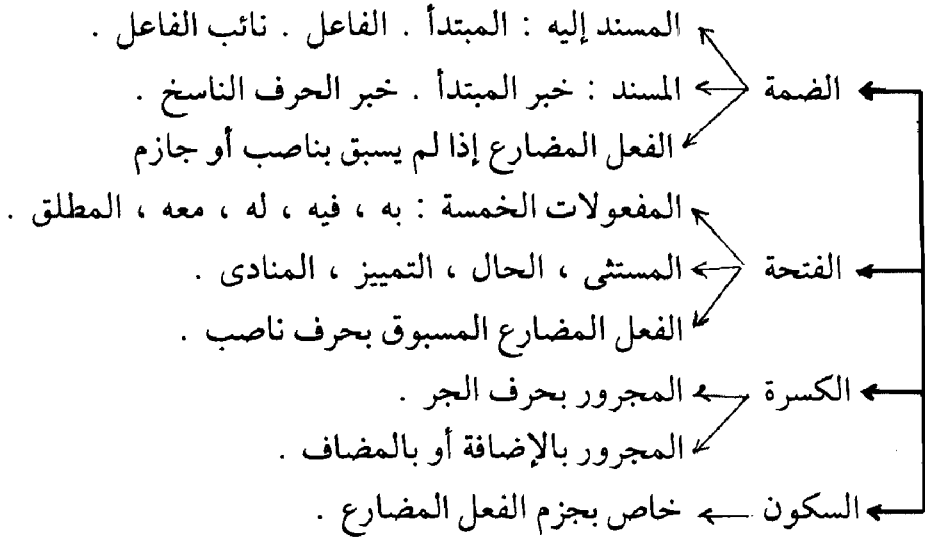 المسند إليه : المبتدأ . الفاعل . نائب الفاعل .
الضمة
المسند : خبر المبتدأ . خبر الحرف الناسخ .
الفعل المضارع إذا لم يسبق بناصب أو جازم
المفعولات الخمسة : به ، فيه ، له ، معه ، المطلق .
الفتحة
المستثى ، الحال ، التمييز ، المنادى .
الفعل المضارع المسبوق بحرف ناصب .
الكسرة
المجرور بحرف الجر .
المجرور بالإضافة أو بالمضاف .
السكون
خاص بجزم الفعل المضارع .